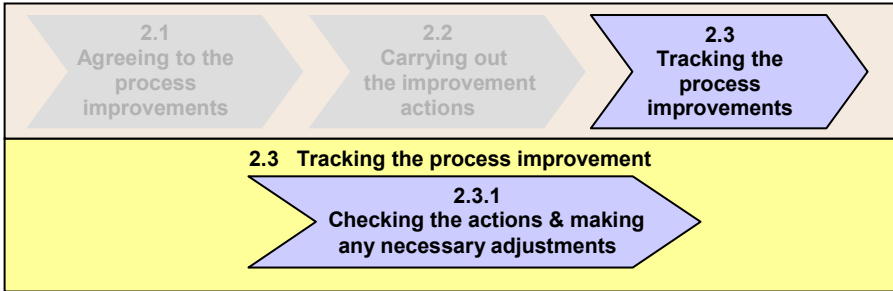 2.1
Agreeing to the
process
improvements
2.2
Carrying out
the improvement
actions
2.3
Tracking the
process
improvements
2.3 Tracking the process improvement
2.3.1
Checking the actions & making
any necessary adjustments